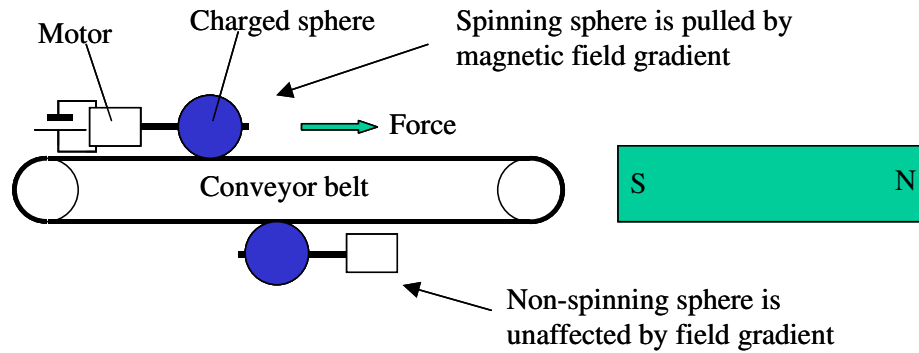 Motor
Charged sphere
Spinning sphere is pulled by
magnetic field gradient
Force
Conveyor belt
S
N
Non-spinning sphere is
unaffected by field gradient